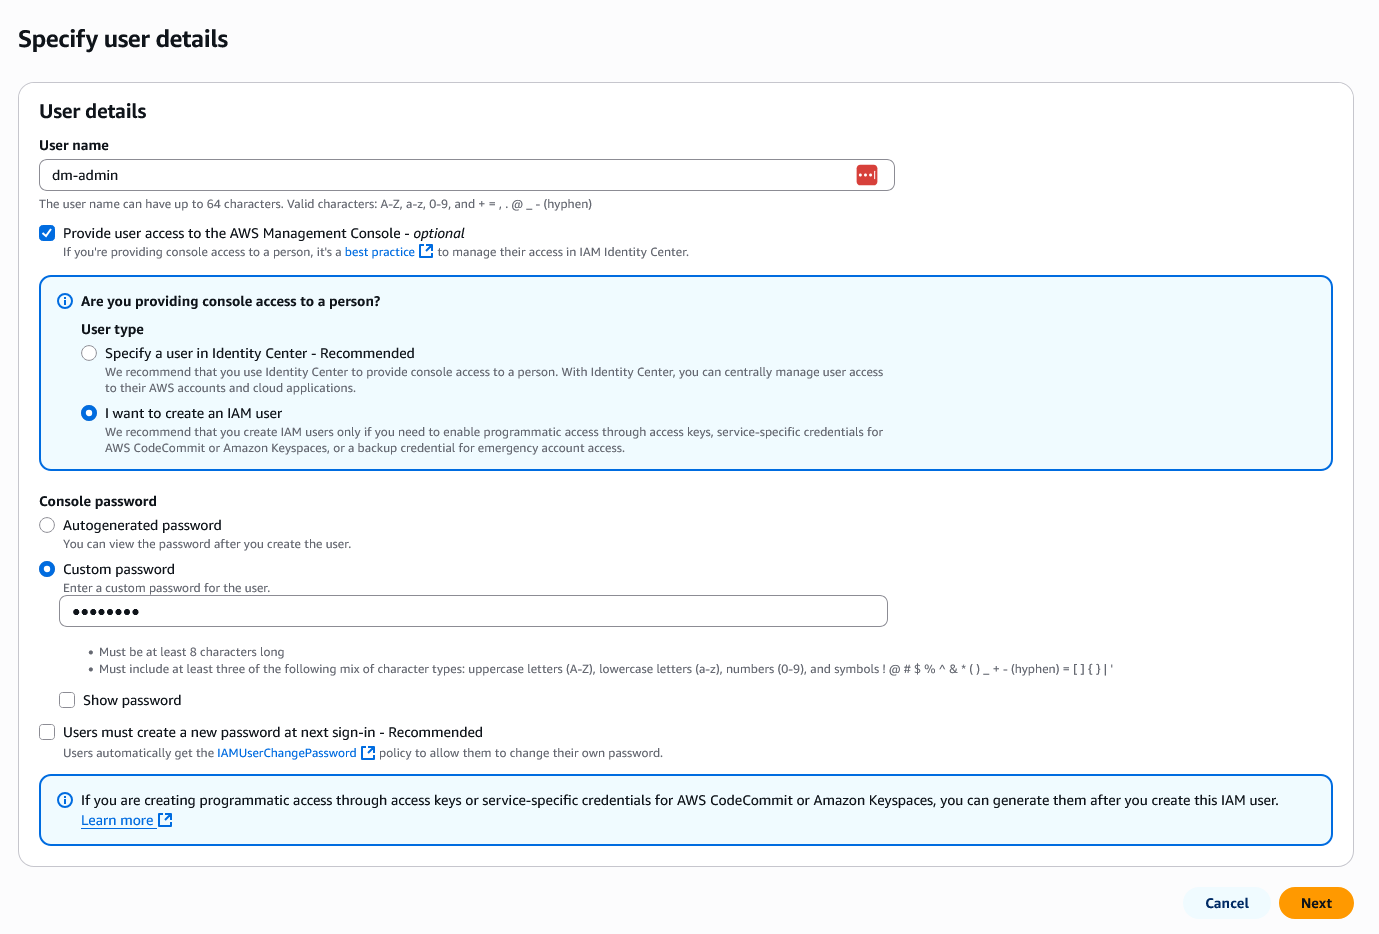 Specify user details
User details
User name
dm-admin
The user name can have up to 64 characters. Valid characters: A-Z, a-z, 0-9, and + = , . @ _ - (hyphen)
Provide user access to the AWS Management Console - optional
If you're providing console access to a person, it's a best practice to manage their access in IAM Identity Center.
Are you providing console access to a person?
User type
Specify a user in Identity Center - Recommended
We recommend that you use Identity Center to provide console access to a person. With Identity Center, you can centrally manage user access
to their AWS accounts and cloud applications.
I want to create an IAM user
We recommend that you create IAM users only if you need to enable programmatic access through access keys, service-specific credentials for
AWS CodeCommit or Amazon Keyspaces, or a backup credential for emergency account access.
Console password
Autogenerated password
You can view the password after you create the user.
Custom password
Enter a custom password for the user.
••••••••
• Must be at least 8 characters long
• Must include at least three of the following mix of character types: uppercase letters (A-Z), lowercase letters (a-z), numbers (0-9), and symbols ! @ # $ % ^ & * ( ) _ + - (hyphen) = [ ] { } | '
Show password
Users must create a new password at next sign-in - Recommended
Users automatically get the IAMUserChangePassword policy to allow them to change their own password.
If you are creating programmatic access through access keys or service-specific credentials for AWS CodeCommit or Amazon Keyspaces, you can generate them after you create this IAM user.
Learn more
Cancel Next